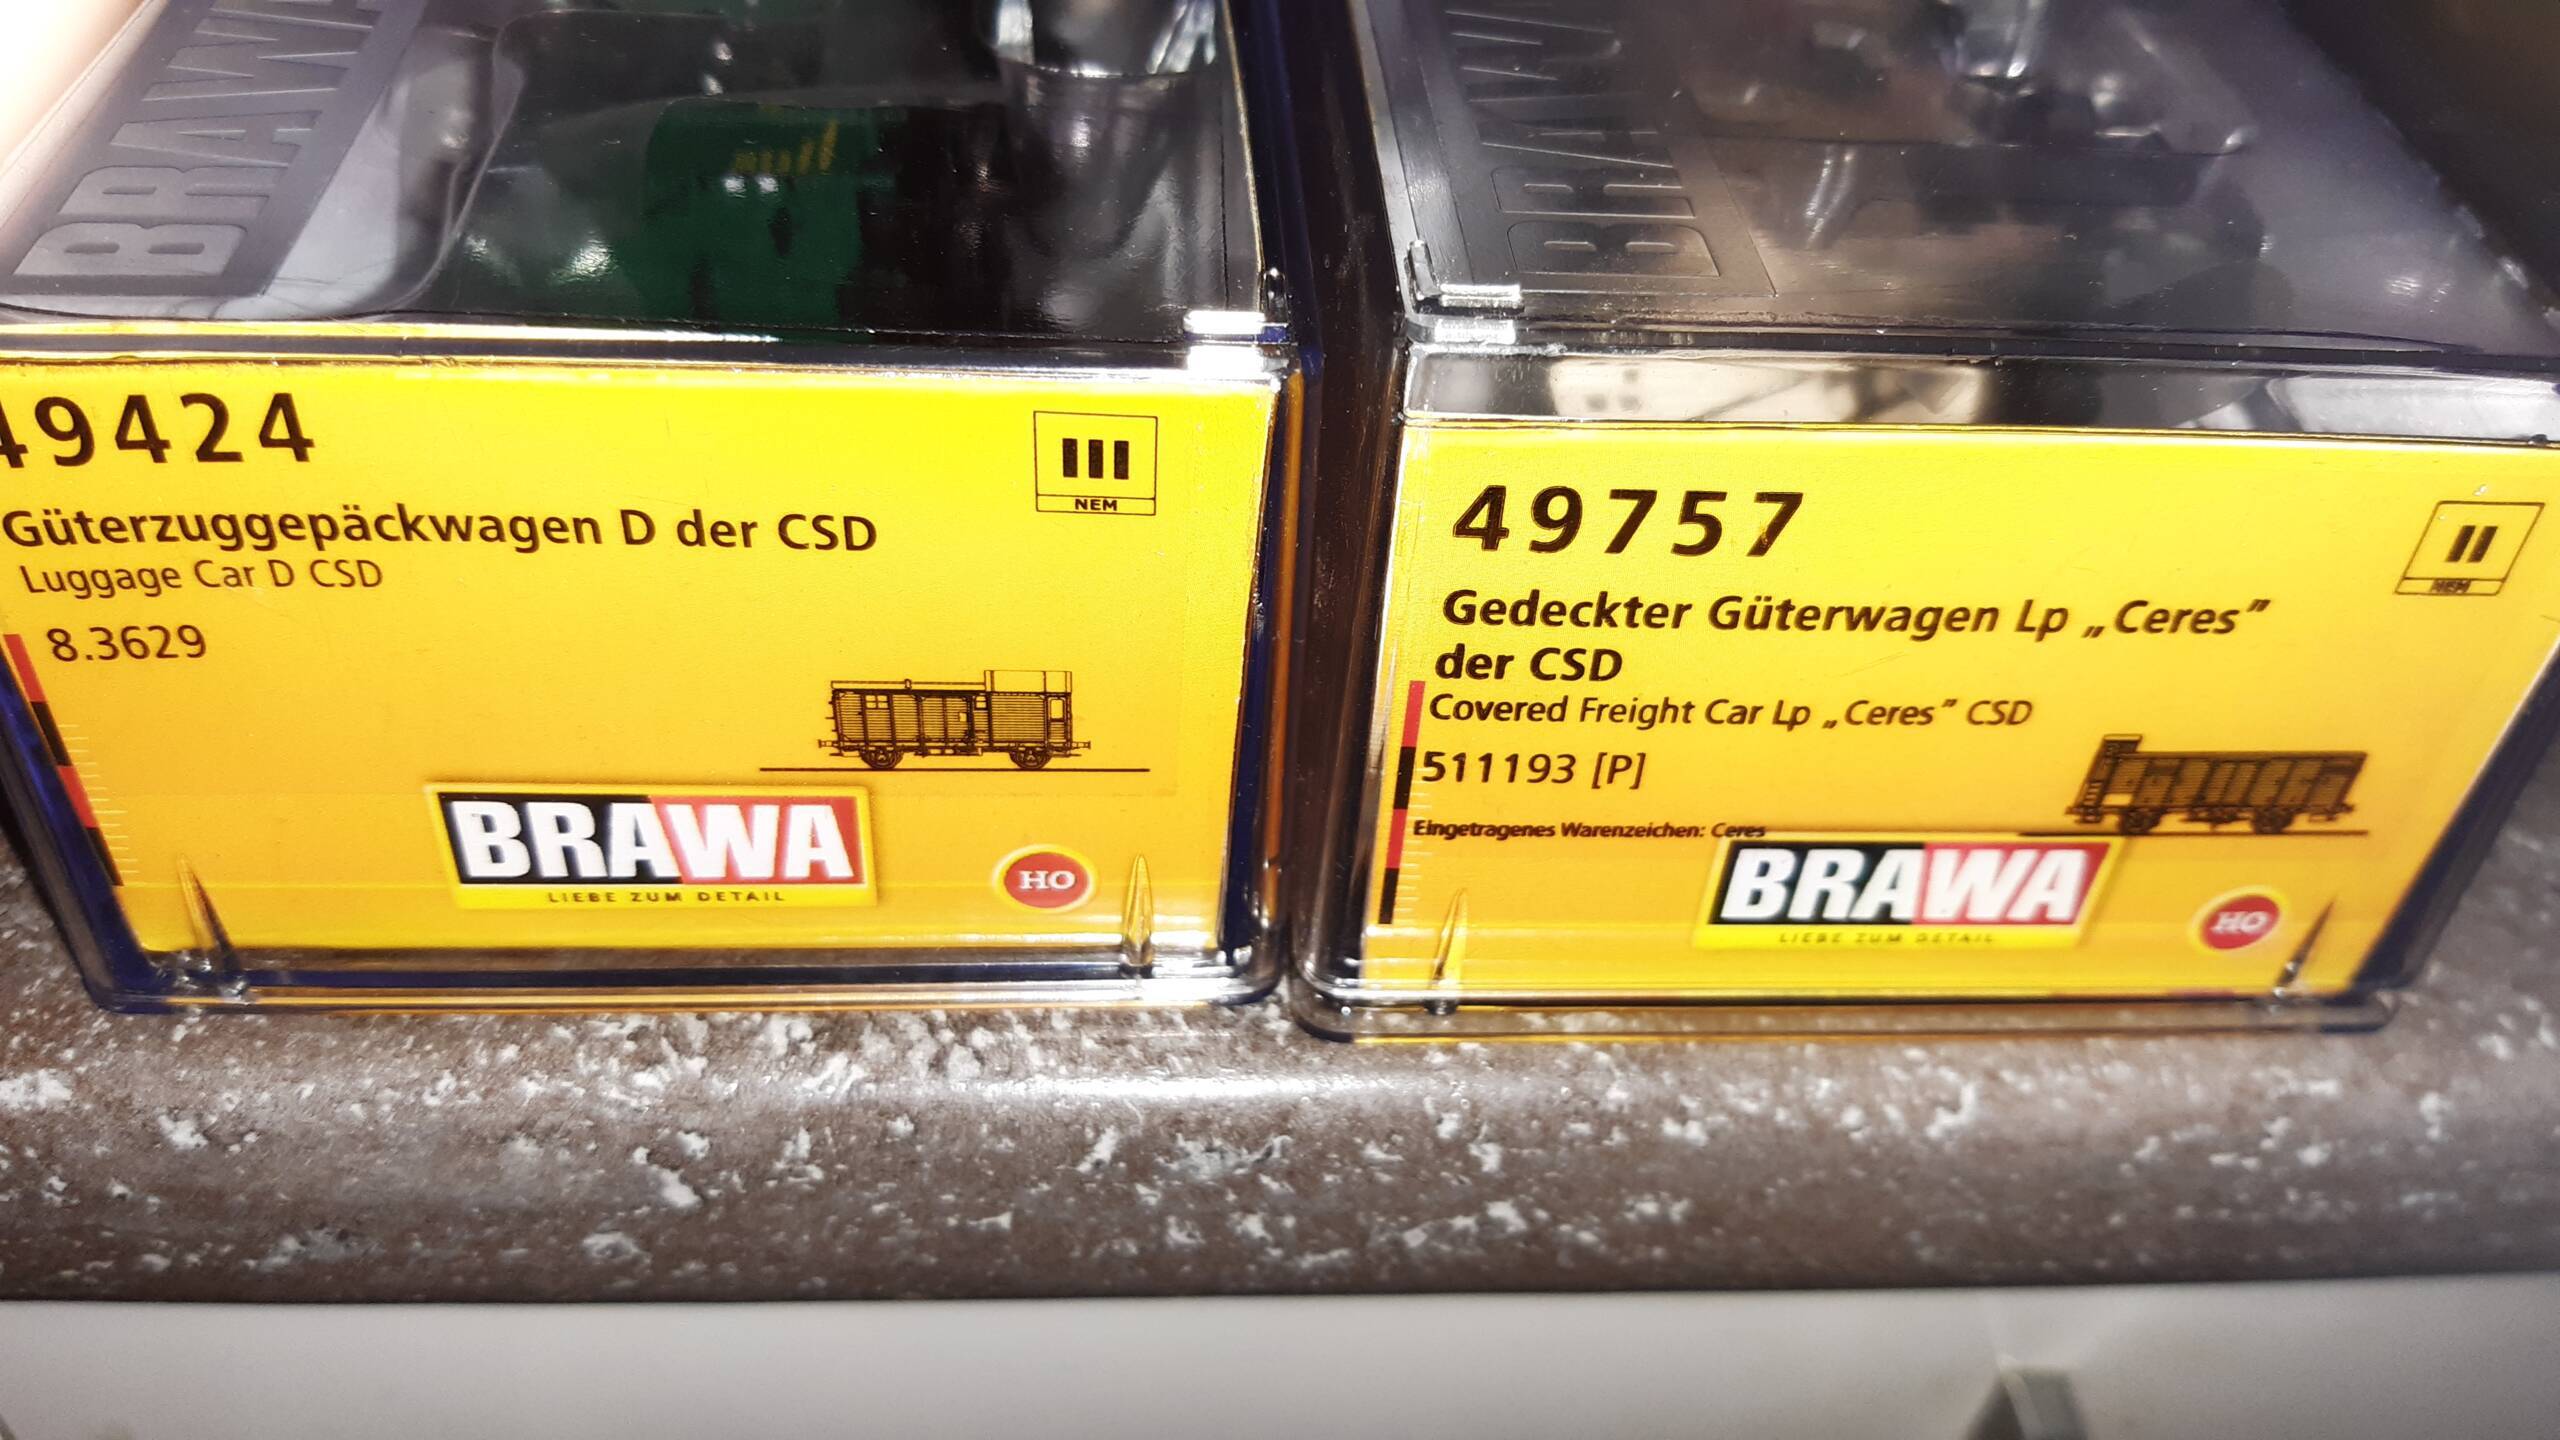 BRAWA
49424
III
NEM
Güterzuggepäckwagen D der CSD
Luggage Car D CSD
8.3629
BRAWA
LIEBE ZUM DETAIL
HO
BRAW
49757
II
NEM
Gedeckter Güterwagen Lp „Ceres”
der CSD
Covered Freight Car Lp „Ceres” CSD
511193 [P]
Eingetragenes Warenzeichen: Ceres
BRAWA
LIEBE ZUM DETAIL
HO